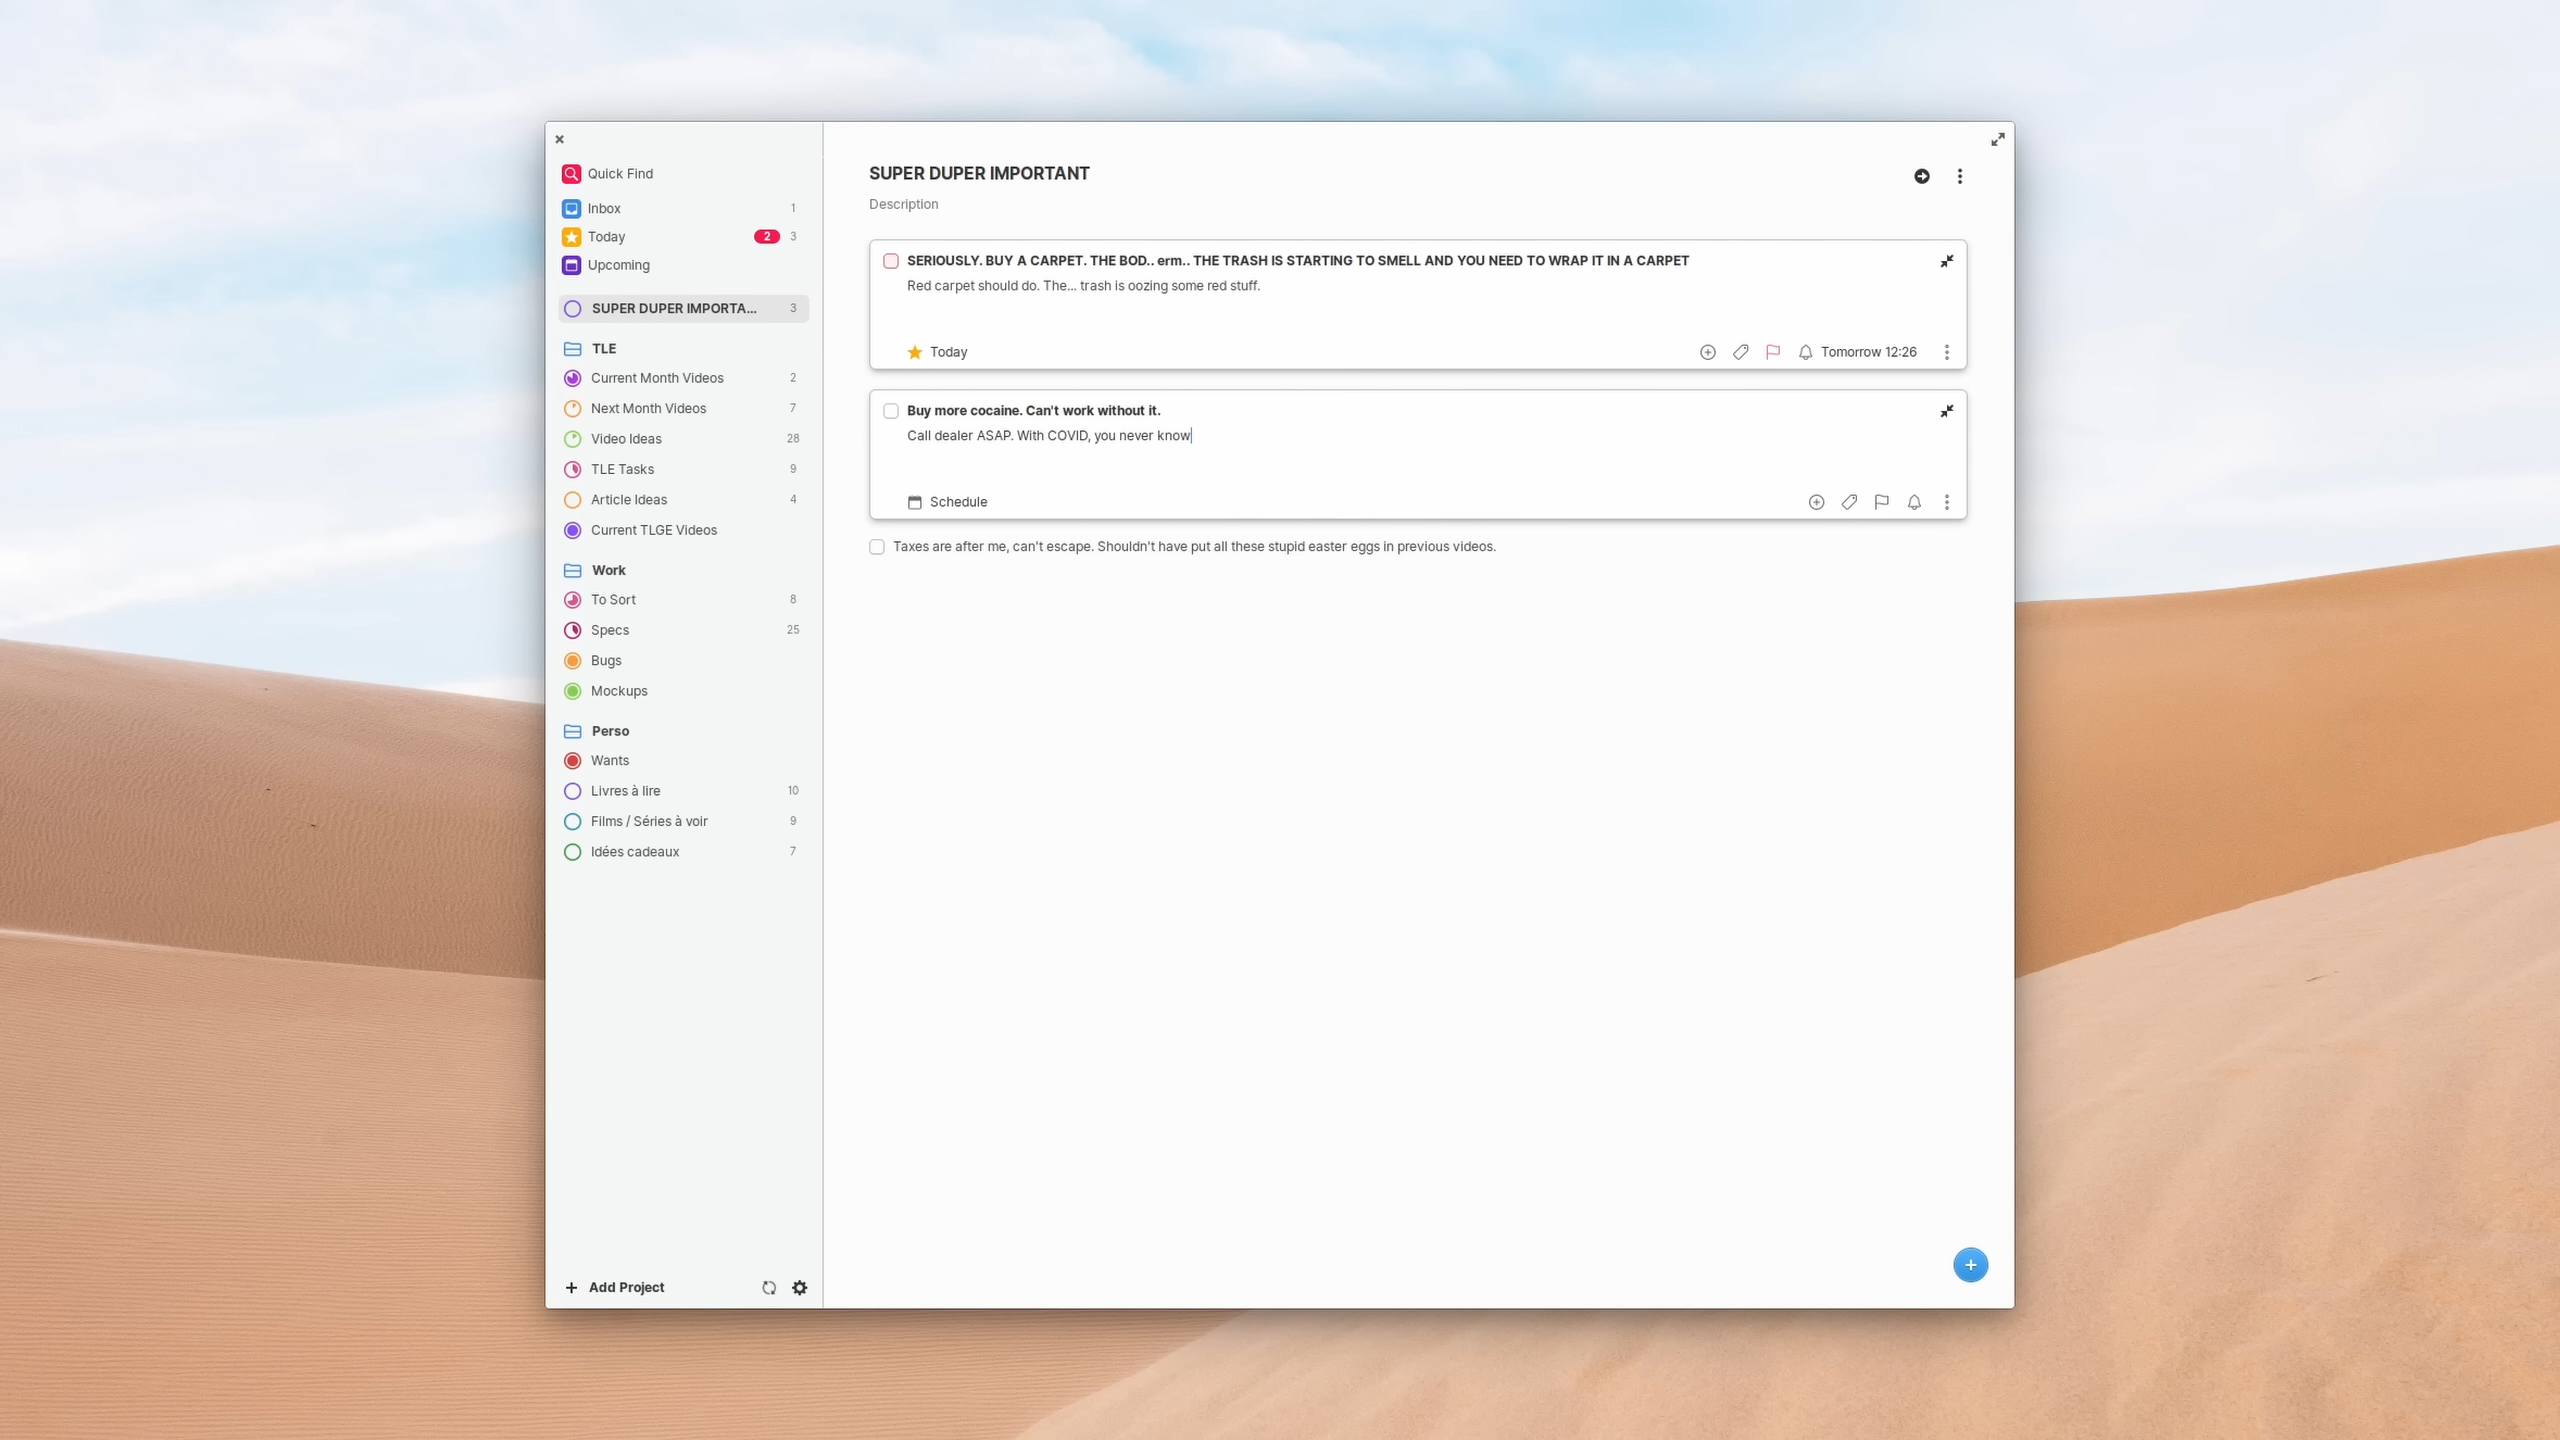 Quick Find
Inbox 1
Today 2 3
Upcoming
SUPER DUPER IMPORTA... 3
TLE
Current Month Videos 2
Next Month Videos 7
Video Ideas 28
TLE Tasks 9
Article Ideas 4
Current TLGE Videos
Work
To Sort 8
Specs 25
Bugs
Mockups
Perso
Wants
Livres à lire 10
Films / Séries à voir 9
Idées cadeaux 7
Add Project
SUPER DUPER IMPORTANT
Description
SERIOUSLY. BUY A CARPET. THE BOD.. erm.. THE TRASH IS STARTING TO SMELL AND YOU NEED TO WRAP IT IN A CARPET
Red carpet should do. The... trash is oozing some red stuff.
Today Tomorrow 12:26
Buy more cocaine. Can't work without it.
Call dealer ASAP. With COVID, you never know
Schedule
Taxes are after me, can't escape. Shouldn't have put all these stupid easter eggs in previous videos.